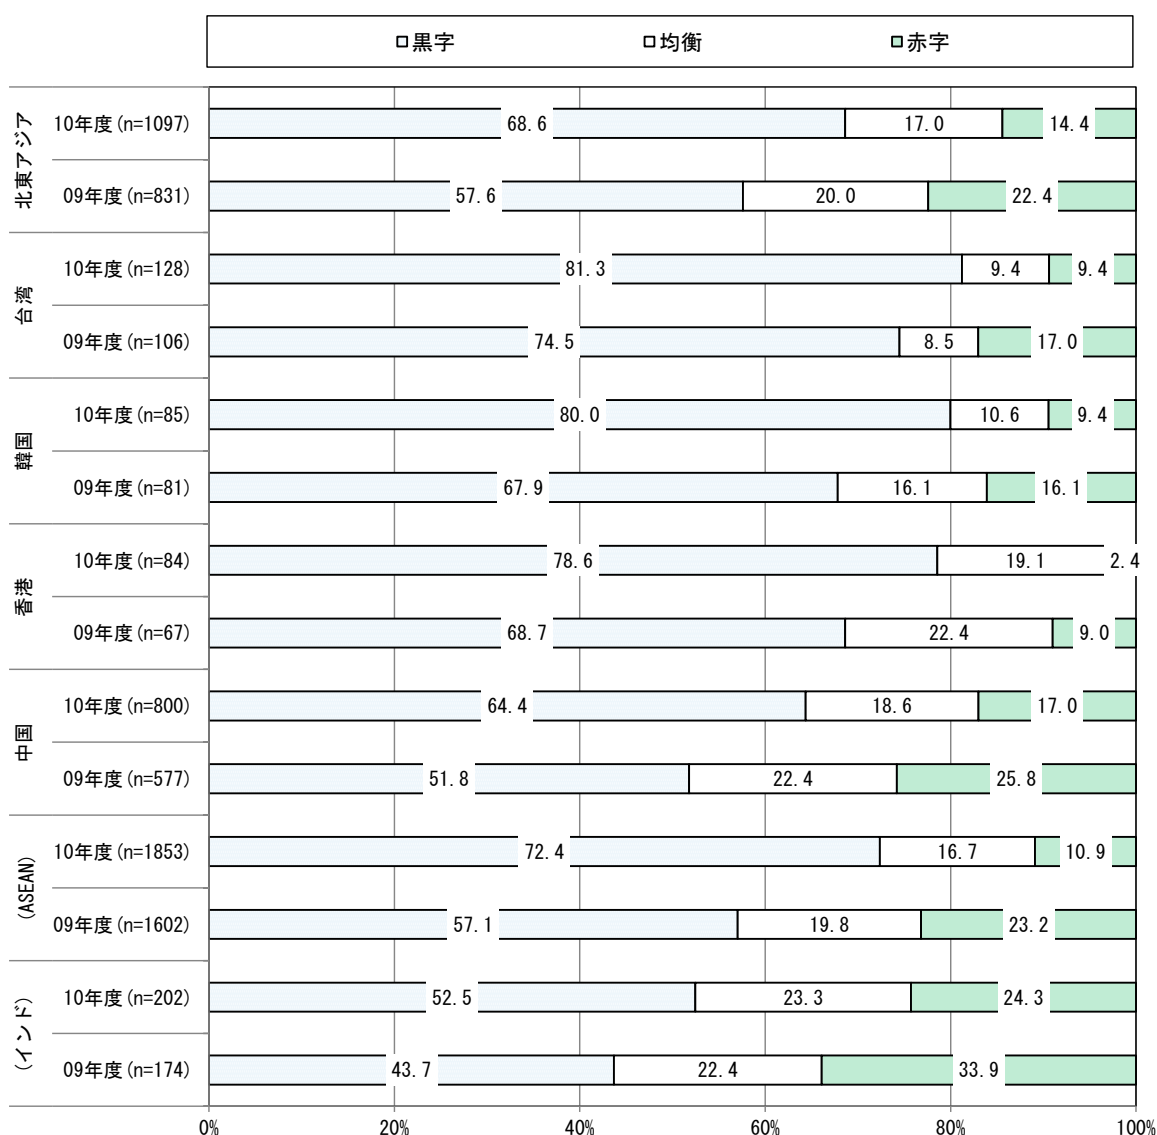 □黒字 □均衡 ■赤字
北東アジア
10年度(n=1097) 68.6 17.0 14.4
09年度(n=831) 57.6 20.0 22.4
台湾
10年度(n=128) 81.3 9.4 9.4
09年度(n=106) 74.5 8.5 17.0
韓国
10年度(n=85) 80.0 10.6 9.4
09年度(n=81) 67.9 16.1 16.1
香港
10年度(n=84) 78.6 19.1 2.4
09年度(n=67) 68.7 22.4 9.0
中国
10年度(n=800) 64.4 18.6 17.0
09年度(n=577) 51.8 22.4 25.8
(ASEAN)
10年度(n=1853) 72.4 16.7 10.9
09年度(n=1602) 57.1 19.8 23.2
(インド)
10年度(n=202) 52.5 23.3 24.3
09年度(n=174) 43.7 22.4 33.9
0% 20% 40% 60% 80% 100%